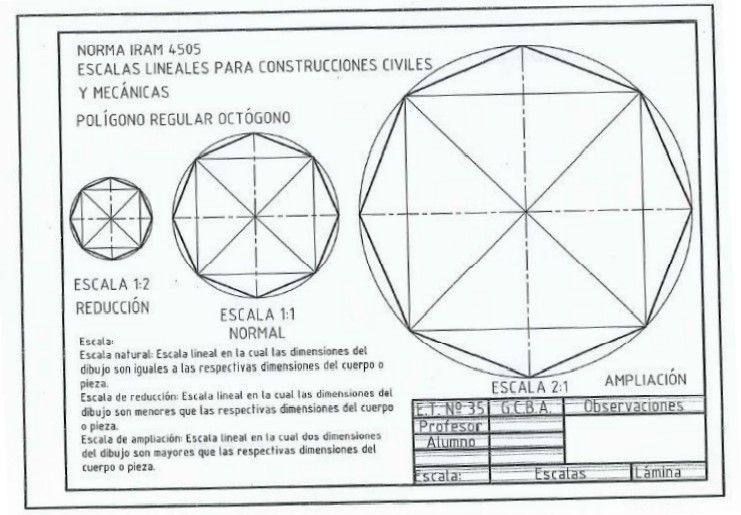 NORMA IRAM 4505
ESCALAS LINEALES PARA CONSTRUCCIONES CIVILES
Y MECÁNICAS
POLÍGONO REGULAR OCTÓGONO
ESCALA 1:2
REDUCCIÓN
ESCALA 1:1
NORMAL
ESCALA 2:1
AMPLIACIÓN
Escala:
Escala natural: Escala lineal en la cual las dimensiones del
dibujo son iguales a las respectivas dimensiones del cuerpo o
pieza.
Escala de reducción: Escala lineal en la cual las dimensiones del
dibujo son menores que las respectivas dimensiones del cuerpo
o pieza.
Escala de ampliación: Escala lineal en la cual dos dimensiones
del dibujo son mayores que las respectivas dimensiones del
cuerpo o pieza.
E.T. Nº 35 G.C.B.A. Observaciones
Profesor
Alumno
Escala: Escalas Lámina